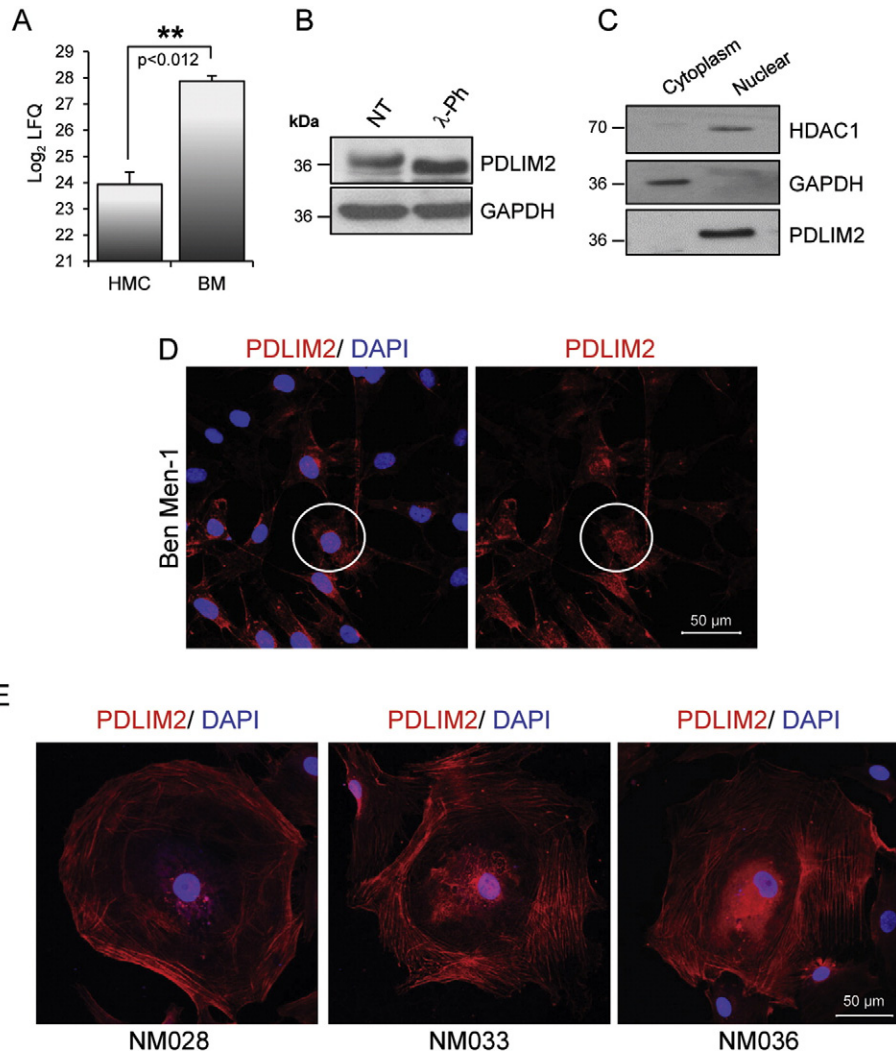 A
**
p<0.012
29
28
27
26
25
24
23
22
21
Log₂ LFQ
HMC BM
B
kDa NT λ-Ph
36 PDLIM2
36 GAPDH
C
Cytoplasm Nuclear
70 HDAC1
36 GAPDH
36 PDLIM2
D
PDLIM2/ DAPI PDLIM2
Ben Men-1
50 µm
E
PDLIM2/ DAPI PDLIM2/ DAPI PDLIM2/ DAPI
50 µm
NM028 NM033 NM036